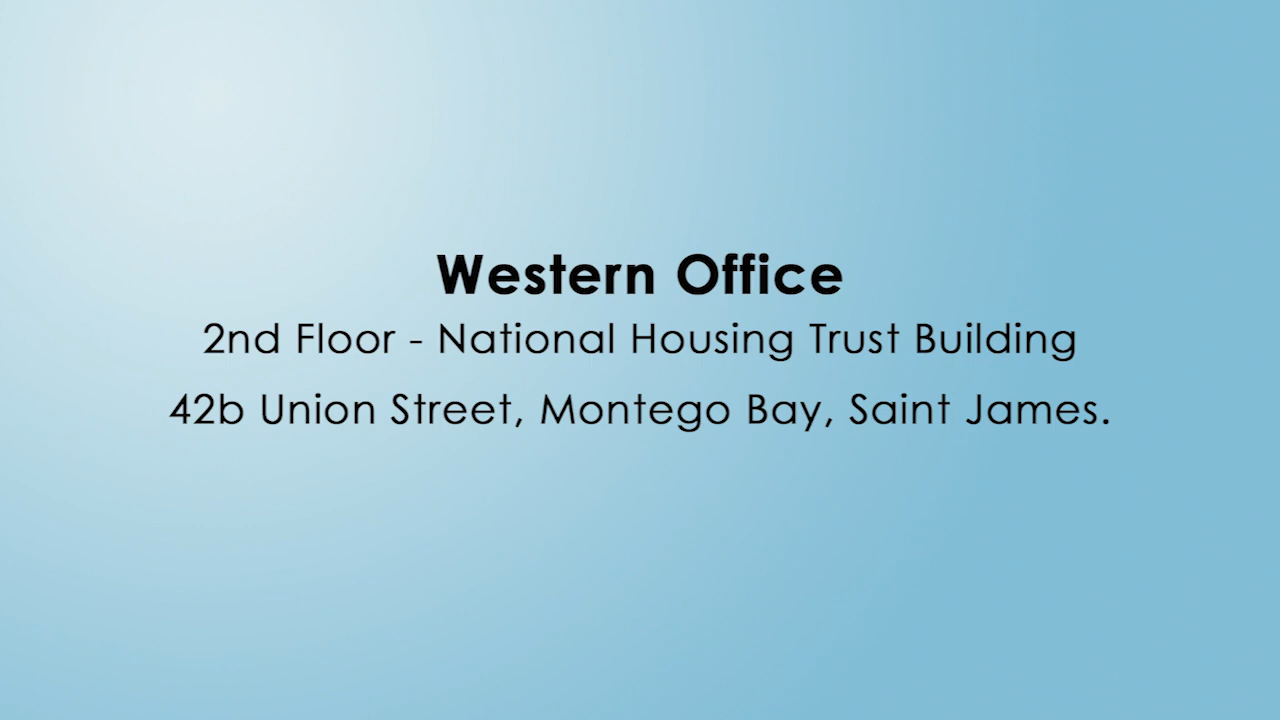 Western Office
2nd Floor - National Housing Trust Building
42b Union Street, Montego Bay, Saint James.